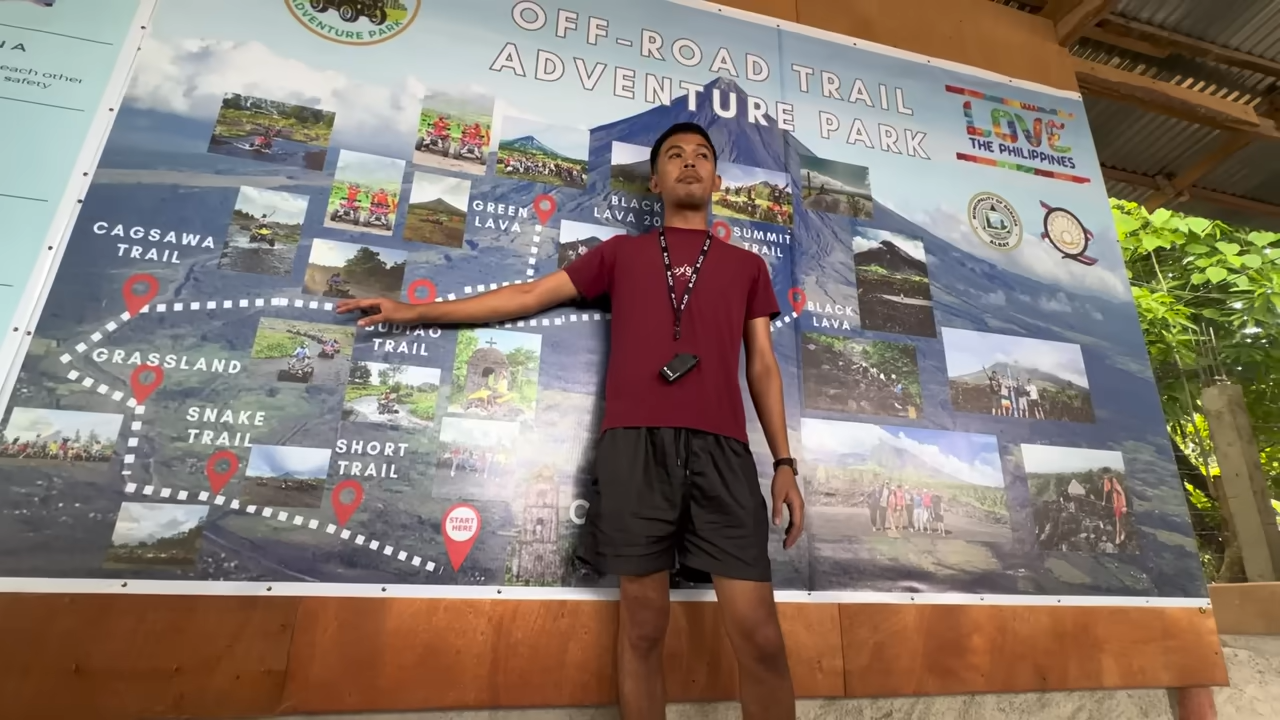 ADVENTURE PARK
OFF-ROAD TRAIL
ADVENTURE PARK
LOVE
THE PHILIPPINES
each other
safety
ALBAY
GREEN
LAVA
BLACK
LAVA
SUMMIT
TRAIL
CAGSAWA
TRAIL
BLACK
LAVA
BUDIAO
TRAIL
GRASSLAND
SNAKE
TRAIL
SHORT
TRAIL
START
HERE